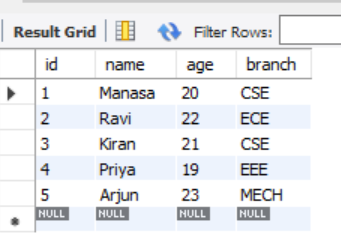 Result Grid Filter Rows:
id name age branch
1 Manasa 20 CSE
2 Ravi 22 ECE
3 Kiran 21 CSE
4 Priya 19 EEE
5 Arjun 23 MECH
NULL NULL NULL NULL